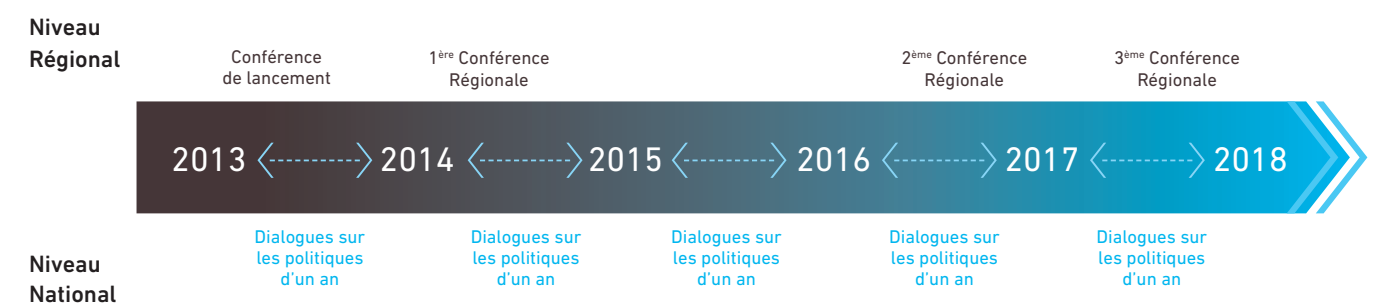 Niveau
Régional
Conférence
de lancement
1ère Conférence
Régionale
2ème Conférence
Régionale
3ème Conférence
Régionale
2013 2014 2015 2016 2017 2018
Dialogues sur
les politiques
d'un an
Dialogues sur
les politiques
d'un an
Dialogues sur
les politiques
d'un an
Dialogues sur
les politiques
d'un an
Dialogues sur
les politiques
d'un an
Niveau
National